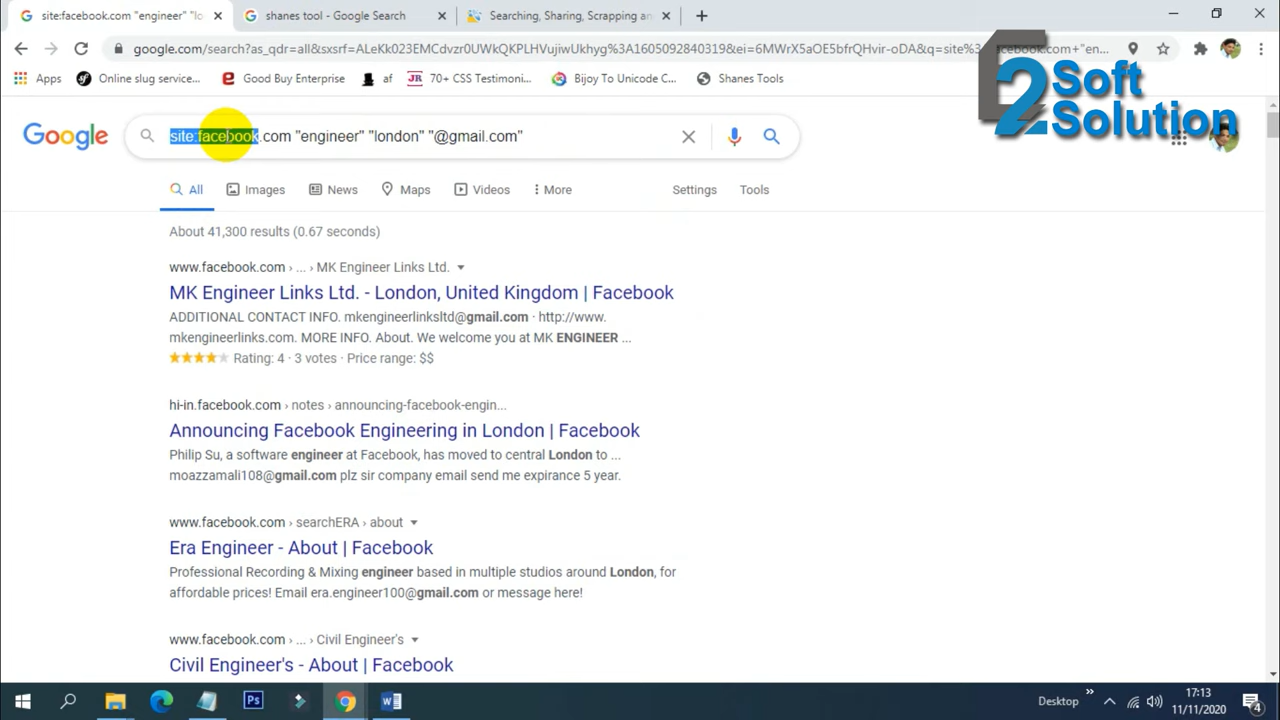 site:facebook.com "engineer" "lo
shanes tool - Google Search
Searching, Sharing, Scrapping an
google.com/search?as_qdr=all&sxsrf=ALeKk023EMCdvzr0UWkQKPLHVujiwUkhyg%3A1605092840319&ei=6MWrX5aOE5bfrQHvir-oDA&q=site%3Afacebook.com+"en...
Apps
Online slug service...
Good Buy Enterprise
af
JR
70+ CSS Testimoni...
Bijoy To Unicode C...
Shanes Tools
2 Soft
Solution
Google
site:facebook.com "engineer" "london" "@gmail.com"
All
Images
News
Maps
Videos
More
Settings
Tools
About 41,300 results (0.67 seconds)
www.facebook.com › ... › MK Engineer Links Ltd.
MK Engineer Links Ltd. - London, United Kingdom | Facebook
ADDITIONAL CONTACT INFO. mkengineerlinksltd@gmail.com · http://www.
mkengineerlinks.com. MORE INFO. About. We welcome you at MK ENGINEER ...
Rating: 4 · 3 votes · Price range: $$
hi-in.facebook.com › notes › announcing-facebook-engin...
Announcing Facebook Engineering in London | Facebook
Philip Su, a software engineer at Facebook, has moved to central London to ...
moazzamali108@gmail.com plz sir company email send me expirance 5 year.
www.facebook.com › searchERA › about
Era Engineer - About | Facebook
Professional Recording & Mixing engineer based in multiple studios around London, for
affordable prices! Email era.engineer100@gmail.com or message here!
www.facebook.com › ... › Civil Engineer's
Civil Engineer's - About | Facebook
Ps
Desktop
17:13
11/11/2020
4